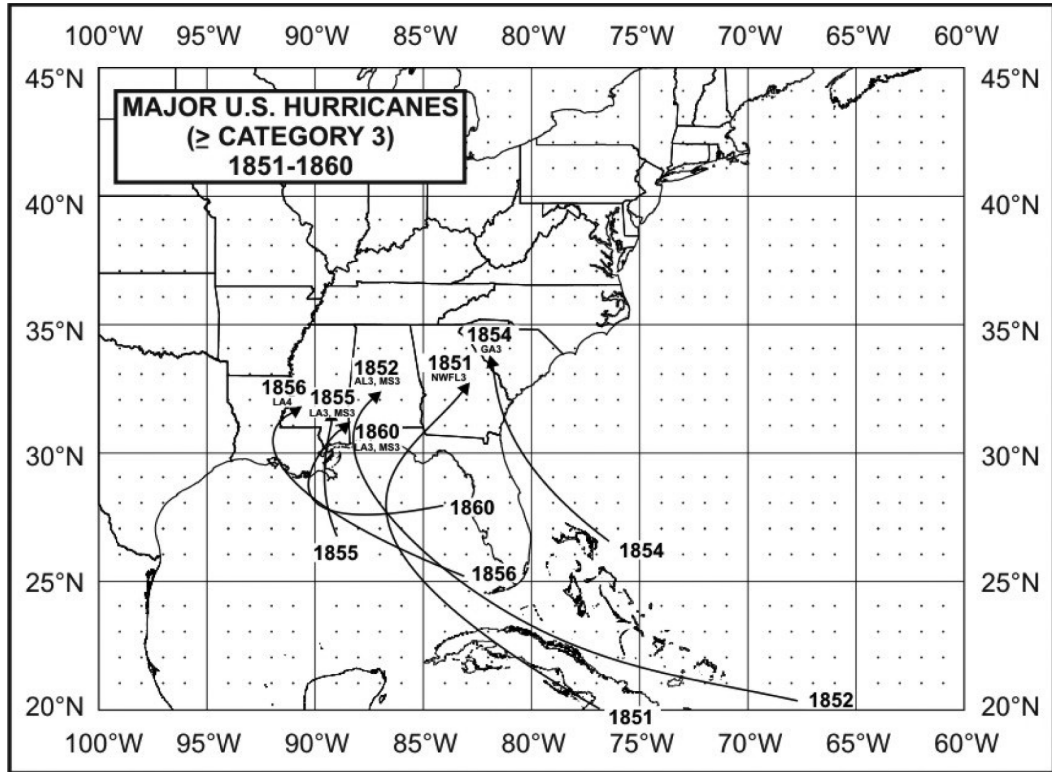 100°W 95°W 90°W 85°W 80°W 75°W 70°W 65°W 60°W
45°N 45°N
MAJOR U.S. HURRICANES
(≥ CATEGORY 3)
1851-1860
40°N 40°N
35°N 35°N
1854
GA3
1852
AL3, MS3
1851
NWFL3
1856
LA4
1855
LA3, MS3
1860
LA3, MS3
30°N 30°N
1860
1855
1856
1854
25°N 25°N
1852
1851
20°N 20°N
100°W 95°W 90°W 85°W 80°W 75°W 70°W 65°W 60°W